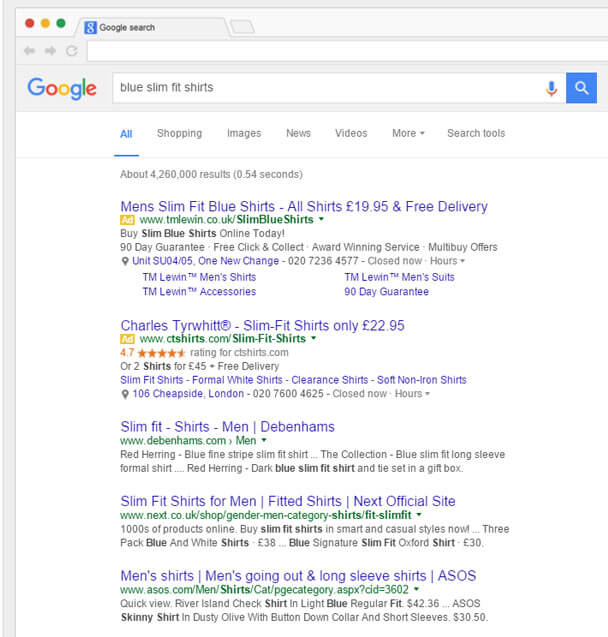 Google search
Google
blue slim fit shirts
All Shopping Images News Videos More Search tools
About 4,260,000 results (0.54 seconds)
Mens Slim Fit Blue Shirts - All Shirts £19.95 & Free Delivery
Ad www.tmlewin.co.uk/SlimBlueShirts
Buy Slim Blue Shirts Online Today!
90 Day Guarantee · Free Click & Collect · Award Winning Service · Multibuy Offers
Unit SU04/05, One New Change - 020 7236 4577 - Closed now · Hours
TM Lewin™ Men's Shirts TM Lewin™ Men's Suits
TM Lewin™ Accessories 90 Day Guarantee
Charles Tyrwhitt® - Slim-Fit Shirts only £22.95
Ad www.ctshirts.com/Slim-Fit-Shirts
4.7 ★★★★★ rating for ctshirts.com
Or 2 Shirts for £45 + Free Delivery
Slim Fit Shirts - Formal White Shirts - Clearance Shirts - Soft Non-Iron Shirts
106 Cheapside, London - 020 7600 4625 - Closed now · Hours
Slim fit - Shirts - Men | Debenhams
www.debenhams.com › Men
Red Herring - Blue fine stripe slim fit shirt ... The Collection - Blue slim fit long sleeve
formal shirt .... Red Herring - Dark blue slim fit shirt and tie set in a gift box.
Slim Fit Shirts for Men | Fitted Shirts | Next Official Site
www.next.co.uk/shop/gender-men-category-shirts/fit-slimfit
1000s of products online. Buy slim fit shirts in smart and casual styles now! ... Three
Pack Blue And White Shirts · £38 ... Blue Signature Slim Fit Oxford Shirt · £30.
Men's shirts | Men's going out & long sleeve shirts | ASOS
www.asos.com/Men/Shirts/Cat/pgecategory.aspx?cid=3602
Quick view. River Island Check Shirt In Light Blue Regular Fit. $42.36 ... ASOS
Skinny Shirt In Dusty Olive With Button Down Collar And Short Sleeves. $30.50.